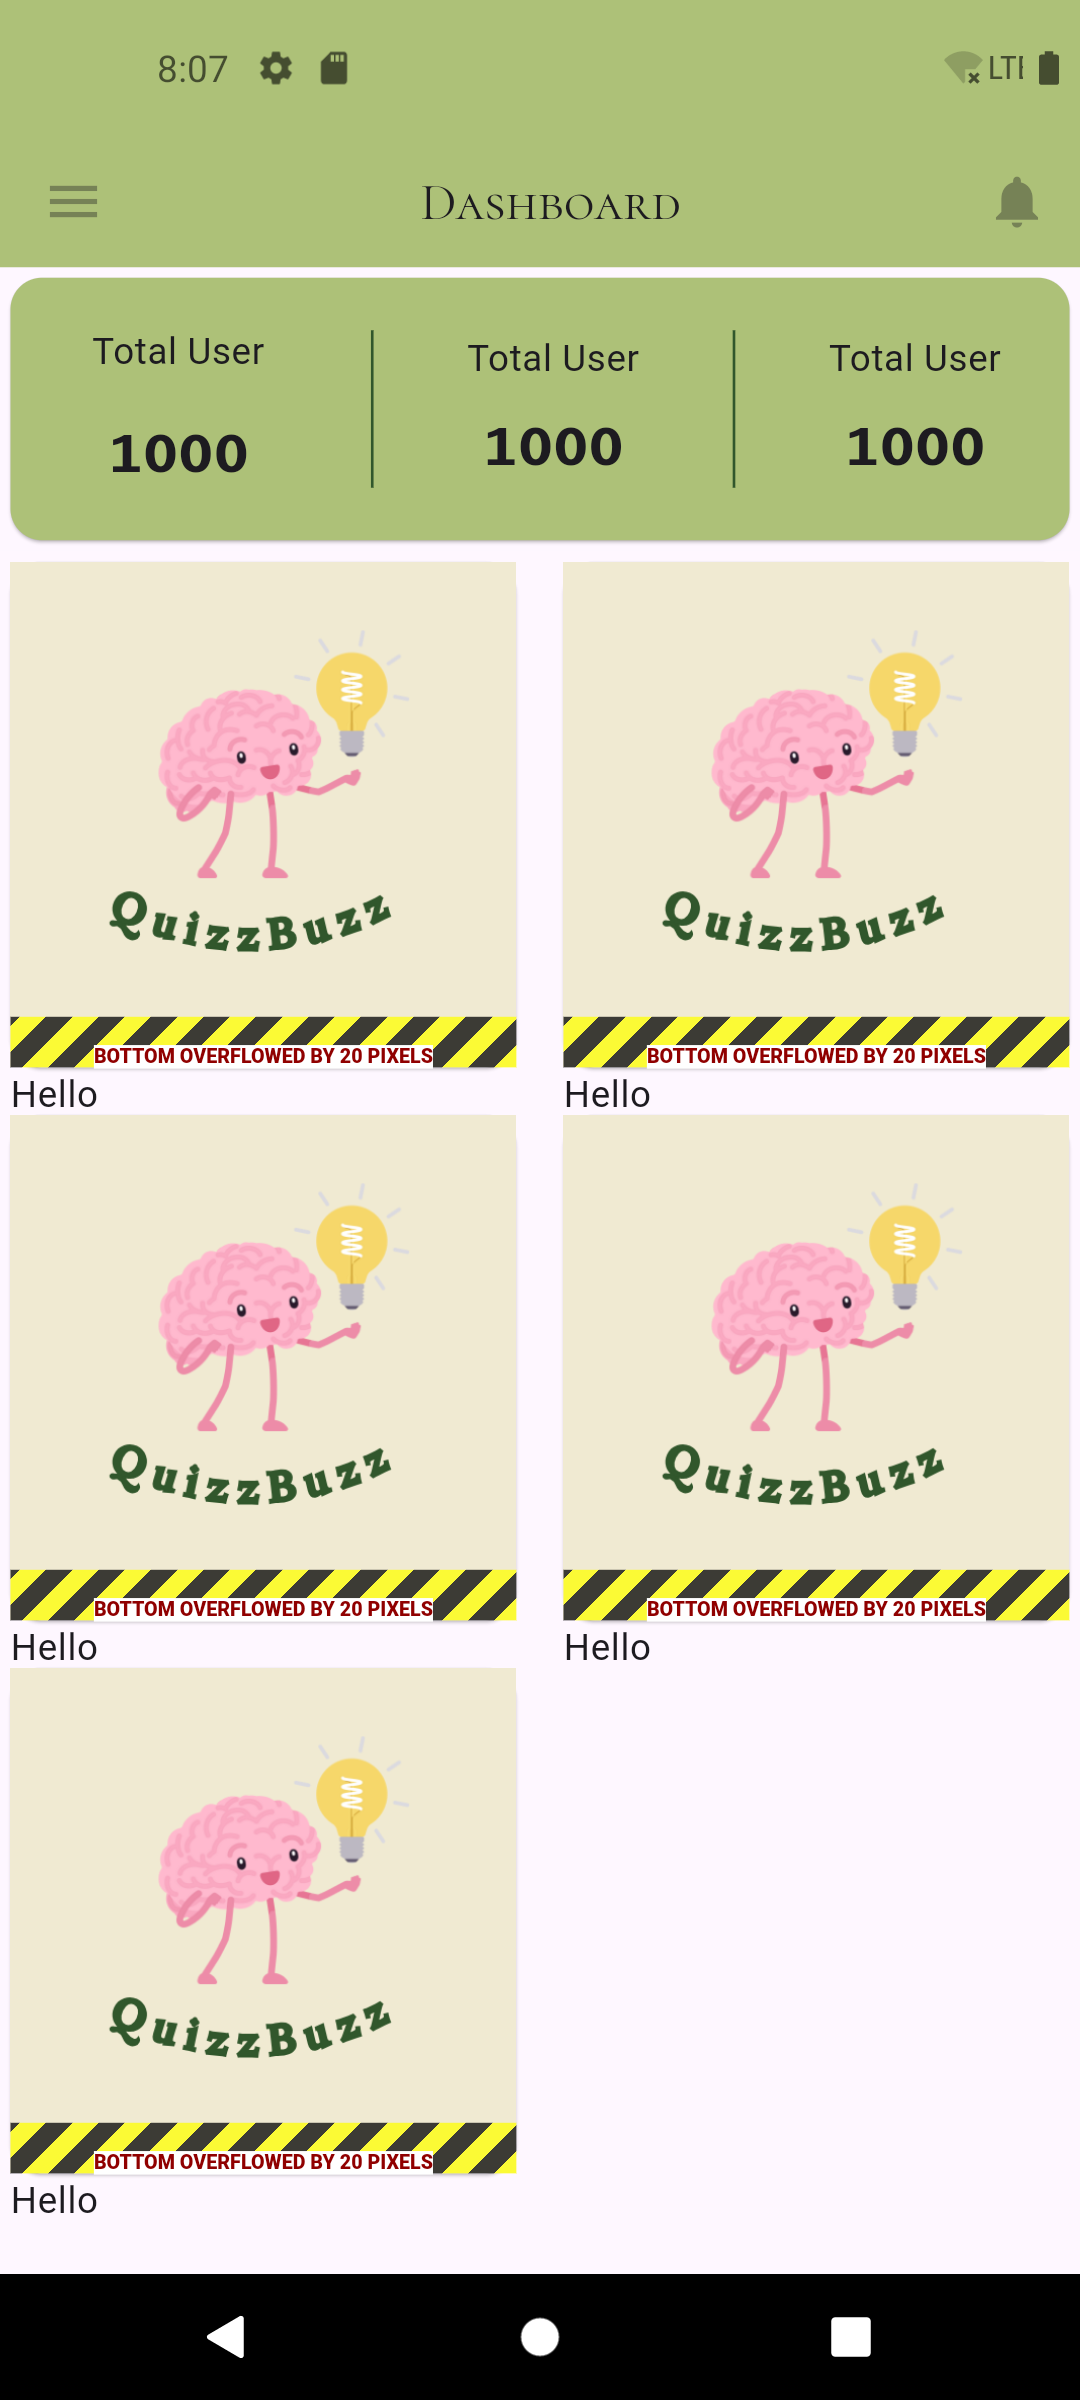 8:07 LTE
Dashboard
Total User Total User Total User
1000 1000 1000
QuizzBuzz QuizzBuzz
BOTTOM OVERFLOWED BY 20 PIXELS BOTTOM OVERFLOWED BY 20 PIXELS
Hello Hello
QuizzBuzz QuizzBuzz
BOTTOM OVERFLOWED BY 20 PIXELS BOTTOM OVERFLOWED BY 20 PIXELS
Hello Hello
QuizzBuzz
BOTTOM OVERFLOWED BY 20 PIXELS
Hello